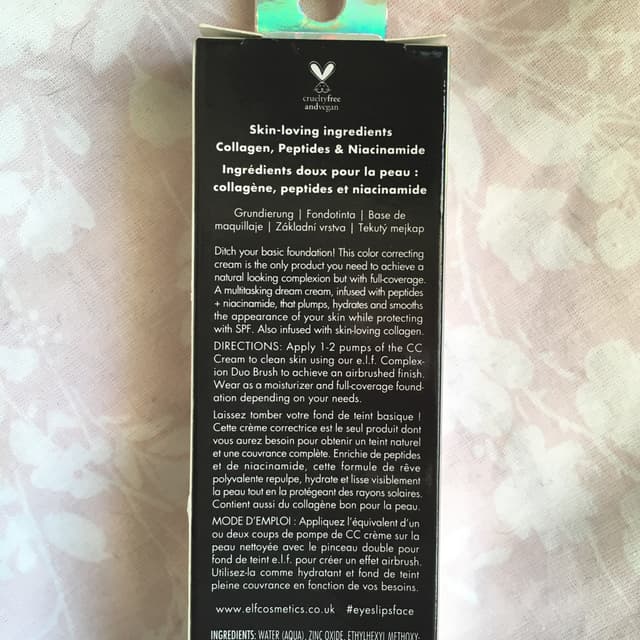 crueltyfree
andvegan
Skin-loving ingredients
Collagen, Peptides & Niacinamide
Ingrédients doux pour la peau :
collagène, peptides et niacinamide
Grundierung | Fondotinta | Base de
maquillaje | Základní vrstva | Tekutý mejkap
Ditch your basic foundation! This color correcting
cream is the only product you need to achieve a
natural looking complexion but with full-coverage.
A multitasking dream cream, infused with peptides
+ niacinamide, that plumps, hydrates and smooths
the appearance of your skin while protecting
with SPF. Also infused with skin-loving collagen.
DIRECTIONS: Apply 1-2 pumps of the CC
Cream to clean skin using our e.l.f. Complex-
ion Duo Brush to achieve an airbrushed finish.
Wear as a moisturizer and full-coverage found-
ation depending on your needs.
Laissez tomber votre fond de teint basique !
Cette crème correctrice est le seul produit dont
vous aurez besoin pour obtenir un teint naturel
et une couvrance complète. Enrichie de peptides
et de niacinamide, cette formule de rêve
polyvalente repulpe, hydrate et lisse visiblement
la peau tout en la protégeant des rayons solaires.
Contient aussi du collagène bon pour la peau.
MODE D'EMPLOI : Appliquez l'équivalent d'un
ou deux coups de pompe de CC crème sur la
peau nettoyée avec le pinceau double pour
fond de teint e.l.f. pour créer un effet airbrush.
Utilisez-la comme hydratant et fond de teint
pleine couvrance en fonction de vos besoins.
www.elfcosmetics.co.uk #eyeslipsface
INGREDIENTS: WATER (AQUA), ZINC OXIDE, ETHYLHEXYL METHOXY-